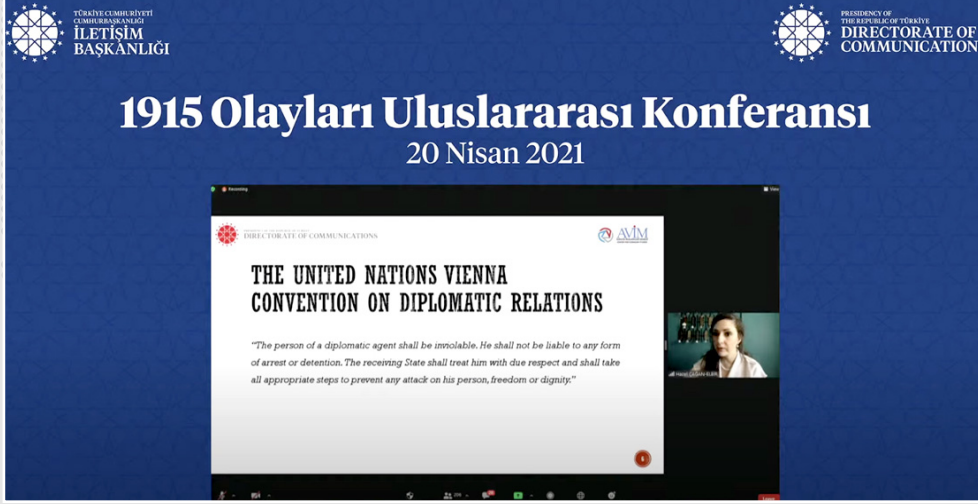 TÜRKİYE CUMHURİYETİ
CUMHURBAŞKANLIĞI
İLETİŞİM
BAŞKANLIĞI
PRESIDENCY OF
THE REPUBLIC OF TÜRKİYE
DIRECTORATE OF
COMMUNICATION
1915 Olayları Uluslararası Konferansı
20 Nisan 2021
Recording
View
DIRECTORATE OF COMMUNICATIONS
AVİM
THE UNITED NATIONS VIENNA
CONVENTION ON DIPLOMATIC RELATIONS
"The person of a diplomatic agent shall be inviolable. He shall not be liable to any form
of arrest or detention. The receiving State shall treat him with due respect and shall take
all appropriate steps to prevent any attack on his person, freedom or dignity."
Leave